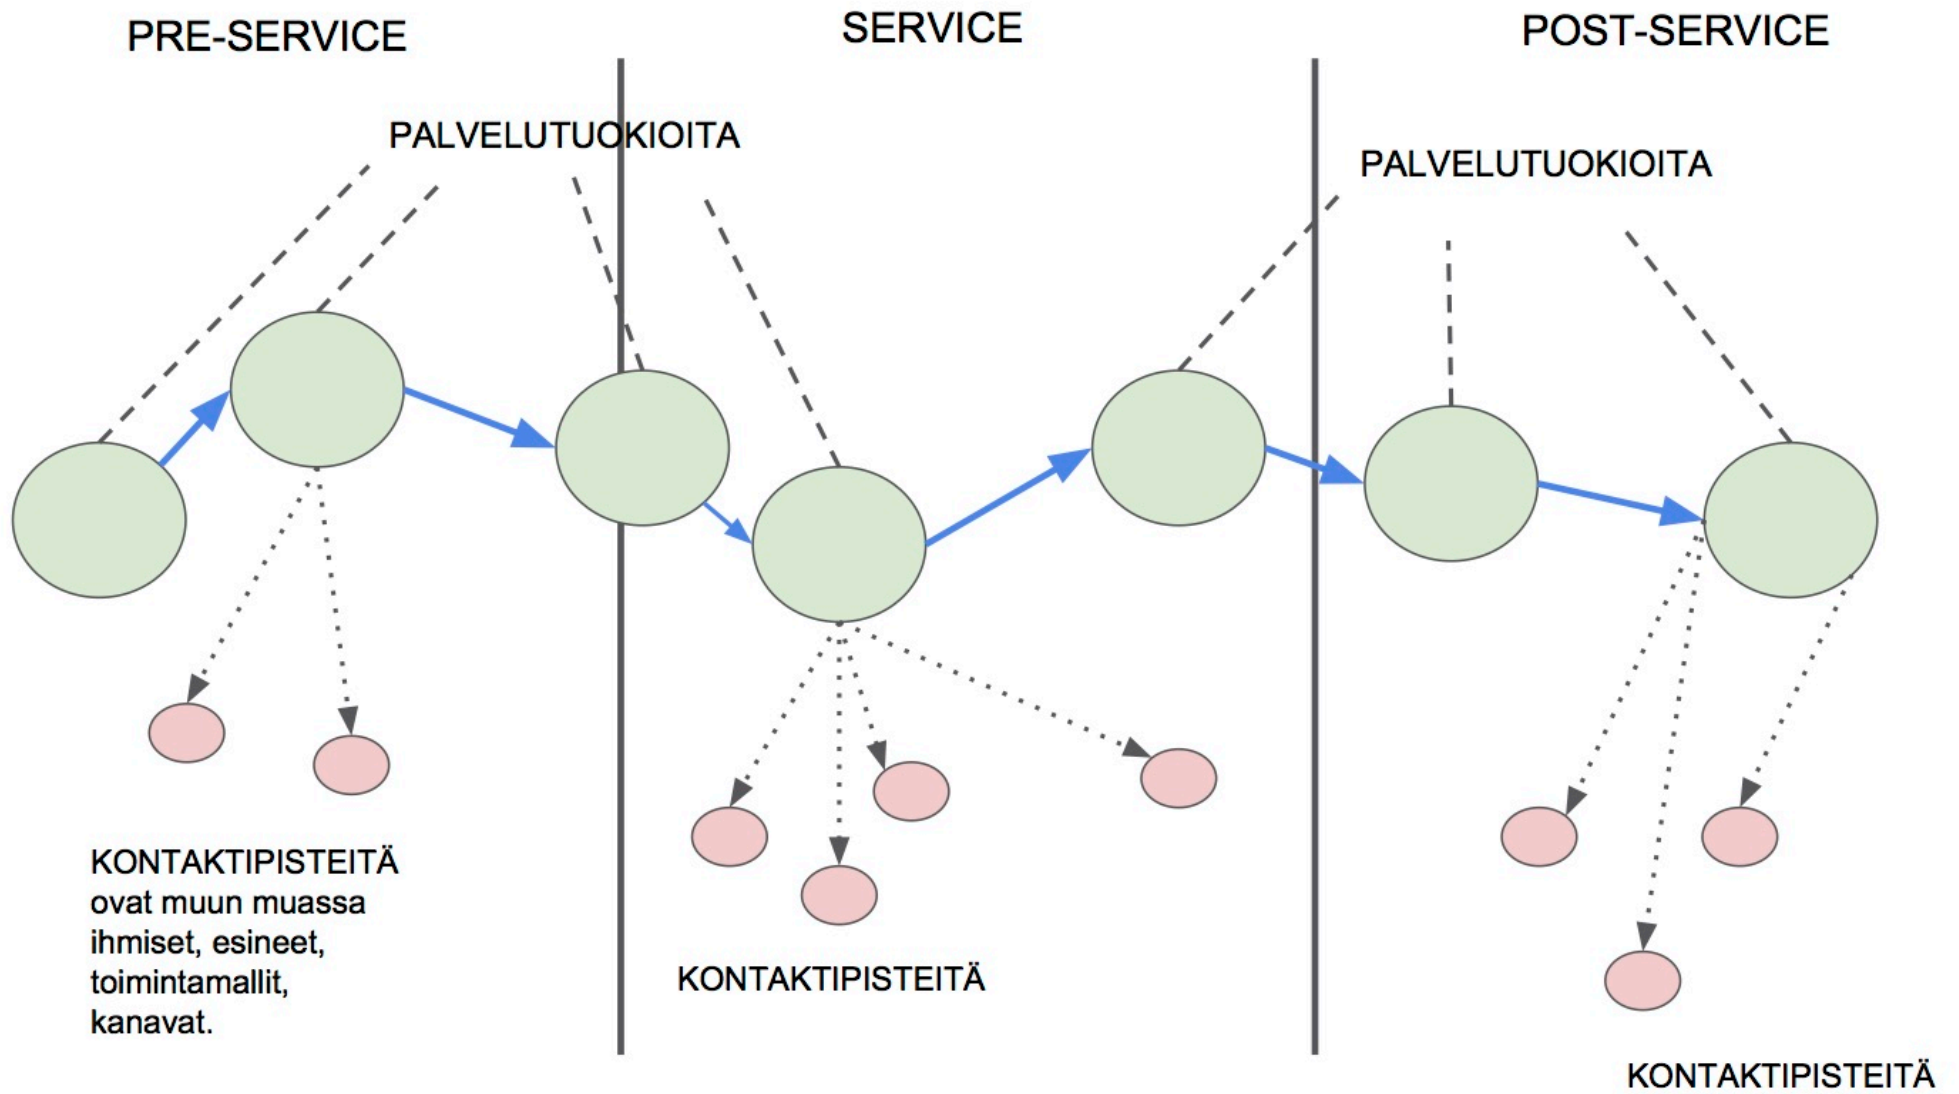 PRE-SERVICE
SERVICE
POST-SERVICE
PALVELUTUOKIOITA
PALVELUTUOKIOITA
KONTAKTIPISTEITÄ
ovat muun muassa
ihmiset, esineet,
toimintamallit,
kanavat.
KONTAKTIPISTEITÄ
KONTAKTIPISTEITÄ